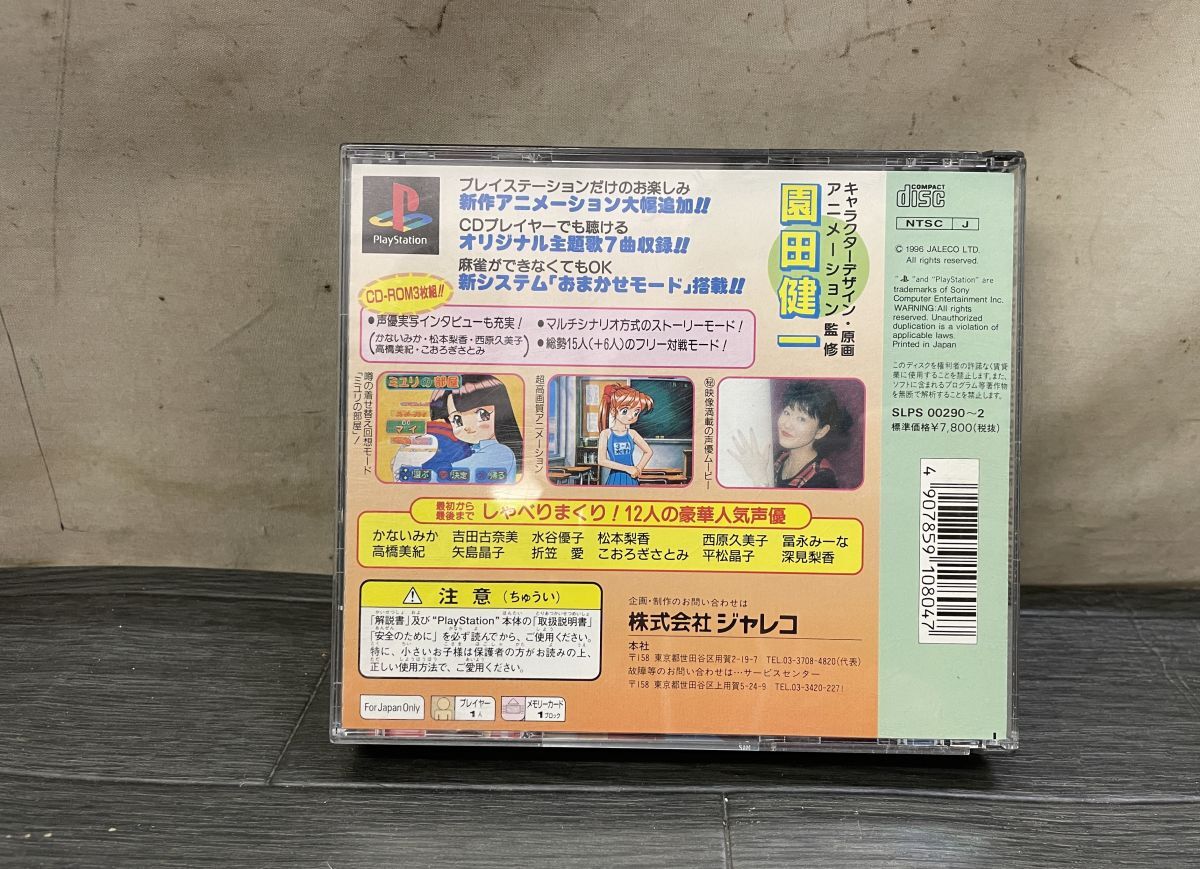 PlayStation
プレイステーションだけのお楽しみ
新作アニメーション大幅追加!!
CDプレイヤーでも聴ける
オリジナル主題歌7曲収録!!
麻雀ができなくてもOK
新システム「おまかせモード」搭載!!
キャラクターデザイン・原画
アニメーション監修
園田健一
CD-ROM3枚組!!
●声優実写インタビューも充実!
(かないみか・松本梨香・西原久美子
高橋美紀・こおろぎさとみ)
●マルチシナリオ方式のストーリーモード!
●総勢15人(+6人)のフリー対戦モード!
噂の着せ替え回想モード
「ミユリの部屋」!
ミユリの部屋
マイ
選ぶ
決定
帰る
超高画質アニメーション
㊙映像満載の声優ムービー
最初から
最後まで
しゃべりまくり!12人の豪華人気声優
かないみか 吉田古奈美 水谷優子 松本梨香 西原久美子 冨永みーな
高橋美紀 矢島晶子 折笠 愛 こおろぎさとみ 平松晶子 深見梨香
注 意 (ちゅうい)
「解説書」及び“PlayStation”本体の「取扱説明書」
「安全のために」を必ず読んでから、ご使用ください。
特に、小さいお子様は保護者の方がお読みの上、
正しい使用方法で、ご愛用ください。
For Japan Only
プレイヤー
1人
メモリーカード
1ブロック
企画・制作のお問い合わせは
株式会社 ジャレコ
本社
〒158 東京都世田谷区用賀2-19-7 TEL.03-3708-4820(代表)
故障等のお問い合わせは…サービスセンター
〒158 東京都世田谷区上用賀5-24-9 TEL.03-3420-2271
COMPACT
disc
NTSC J
© 1996 JALECO LTD.
All rights reserved.
" " and "PlayStation" are
trademarks of Sony
Computer Entertainment Inc.
WARNING:All rights
reserved. Unauthorized
duplication is a violation of
applicable laws.
Printed in Japan
このディスクを権利者の許諾なく賃貸
業に使用することを禁止します。また、
ソフトに含まれるプログラム等著作物
を無断で解析することを禁止します。
SLPS 00290~2
標準価格¥7,800(税抜)
4 907859 108047